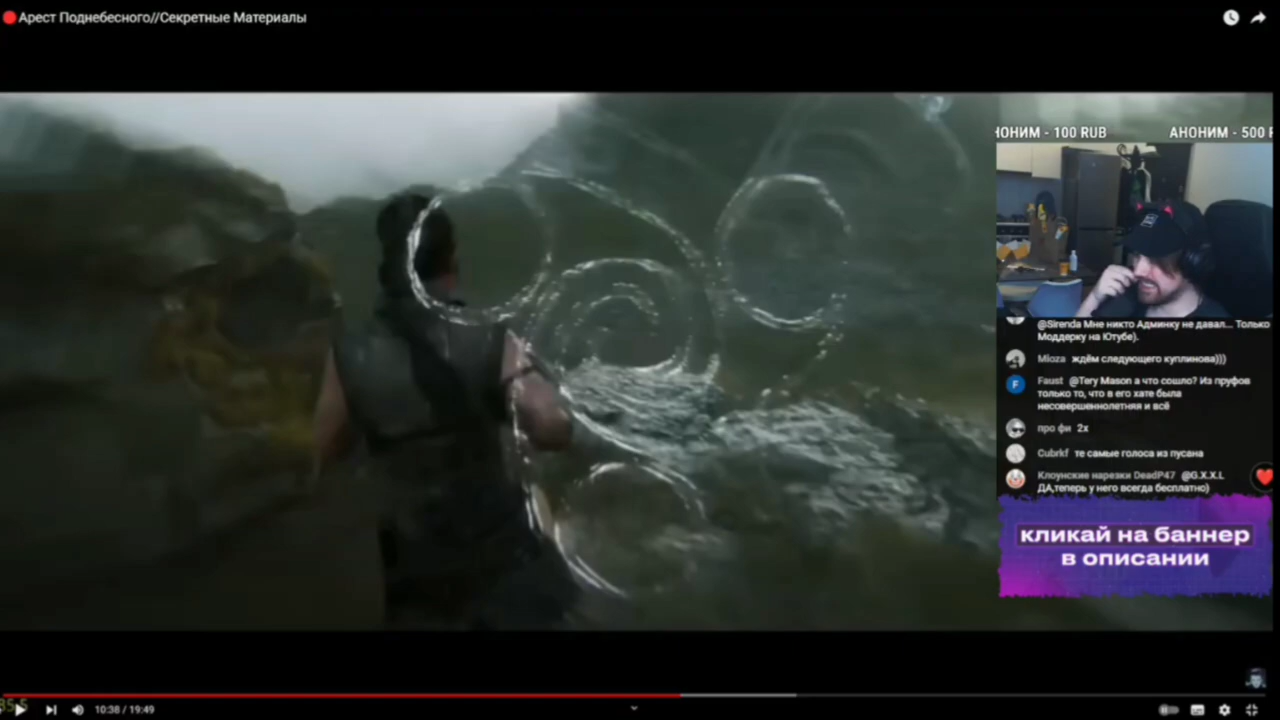 Арест Поднебесного//Секретные Материалы
НОНИМ - 100 RUB
АНОНИМ - 500
@Sirenda Мне никто Админку не давал... Только
Моддерку на Ютубе).
Mioza ждём следующего куплинова)))
Faust @Tery Mason а что сошло? Из пруфов
только то, что в его хате была
несовершеннолетняя и всё
про фи 2x
Cubrkf те самые голоса из пусана
Клоунские нарезки DeadP47 @G.X.X.L
ДА,теперь у него всегда бесплатно)
кликай на баннер
в описании
10:38 / 19:49